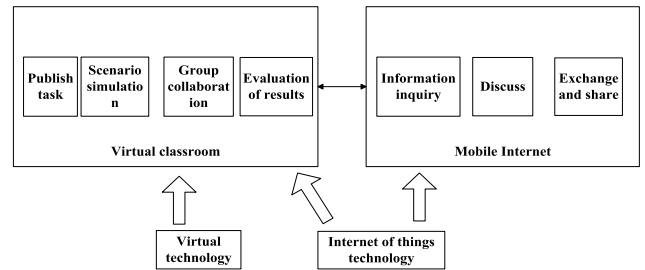 Publish
task
Scenario
simulatio
n
Group
collaborat
ion
Evaluation
of results
Information
inquiry
Discuss
Exchange
and share
Virtual classroom
Mobile Internet
Virtual
technology
Internet of things
technology